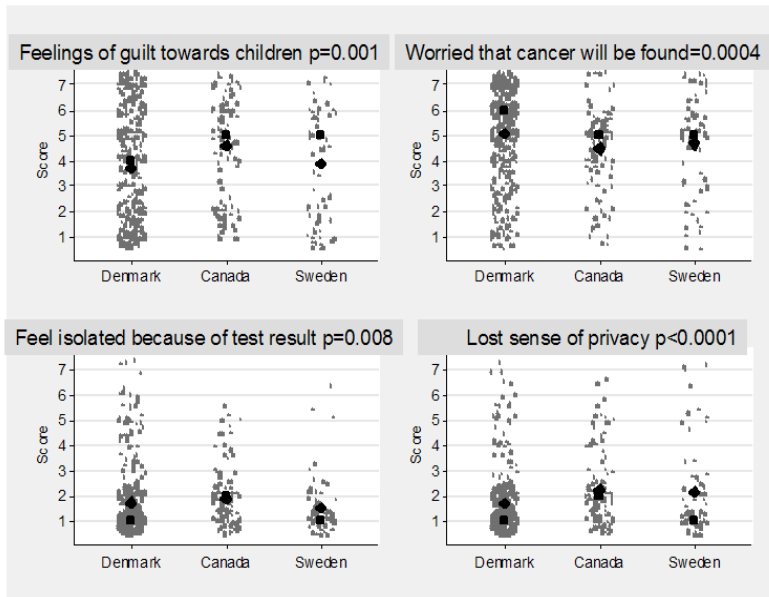 Feelings of guilt towards children p=0.001
7
6
5
4
3
2
1
Score
Denmark Canada Sweden
Worried that cancer will be found=0.0004
7
6
5
4
3
2
1
Score
Denmark Canada Sweden
Feel isolated because of test result p=0.008
7
6
5
4
3
2
1
Score
Denmark Canada Sweden
Lost sense of privacy p<0.0001
7
6
5
4
3
2
1
Score
Denmark Canada Sweden